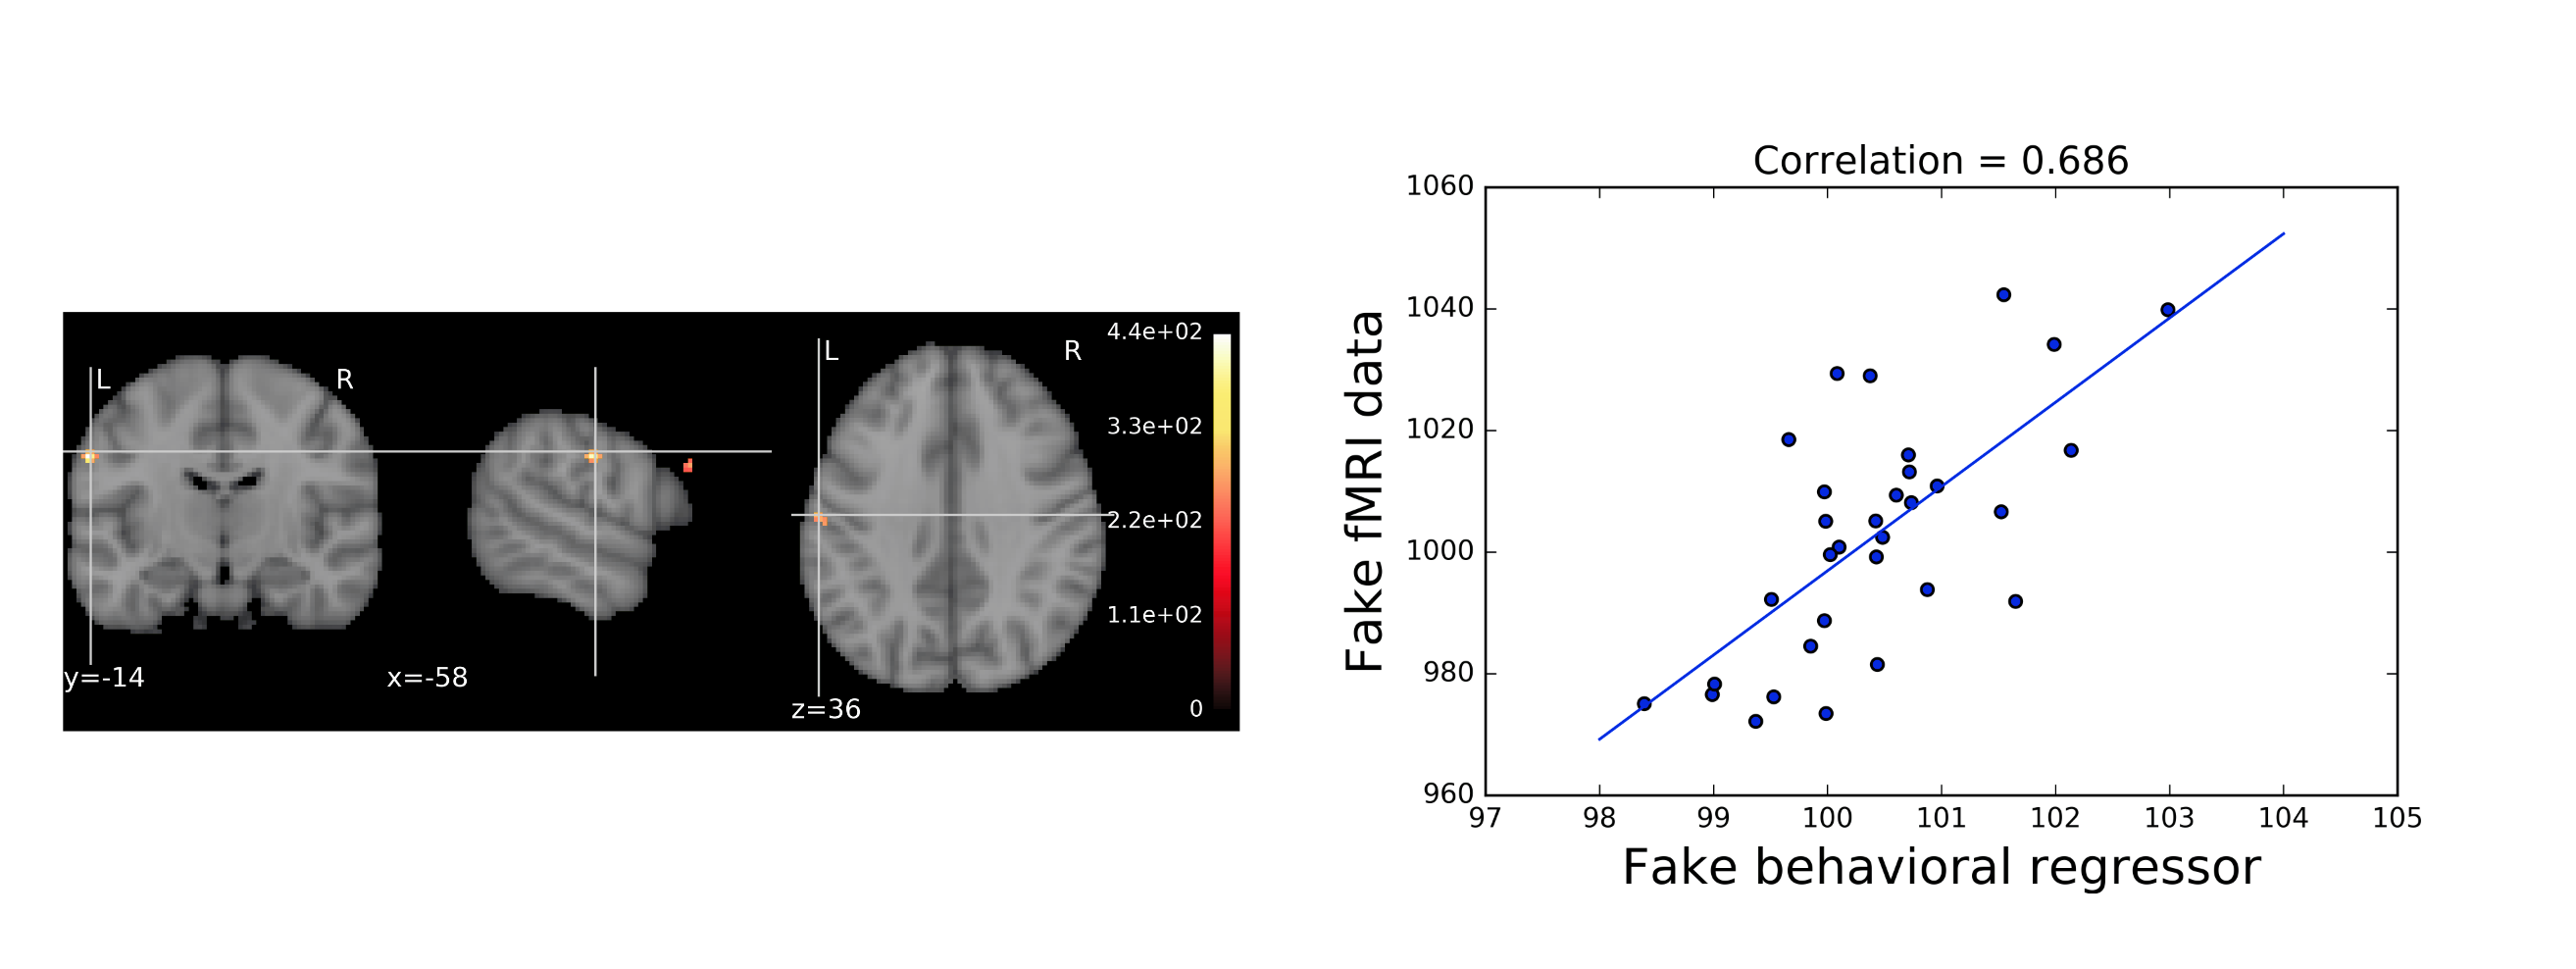 L
R
y=-14
x=-58
L
R
z=36
4.4e+02
3.3e+02
2.2e+02
1.1e+02
0
Correlation = 0.686
1060
1040
1020
1000
980
960
Fake fMRI data
97 98 99 100 101 102 103 104 105
Fake behavioral regressor